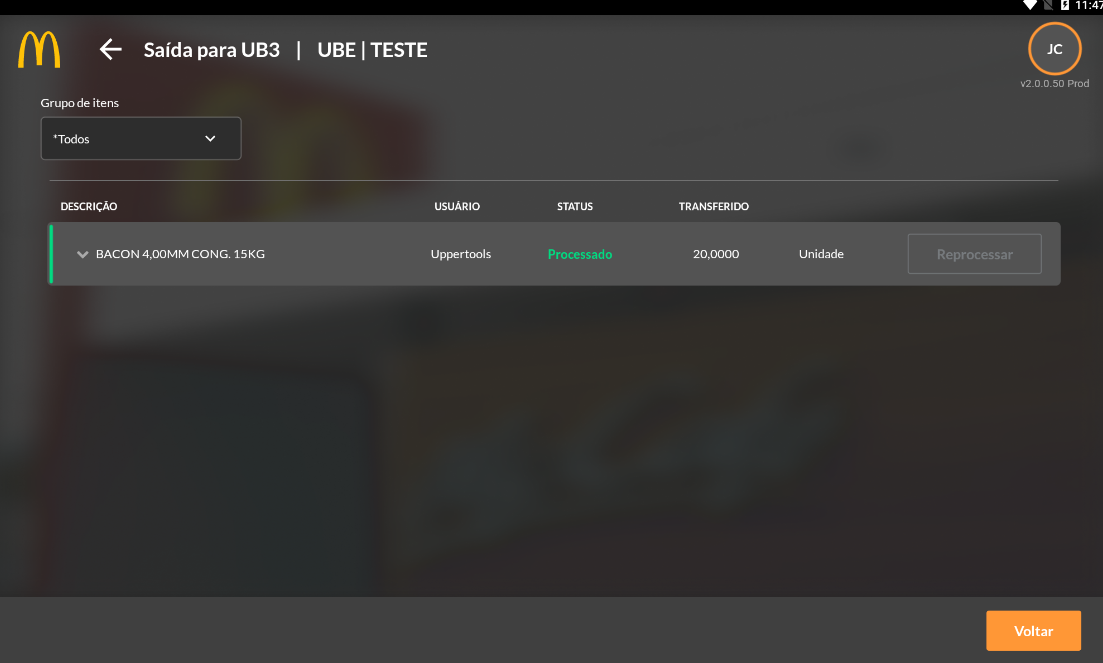 11:47
Saída para UB3 | UBE | TESTE
JC
v2.0.0.50 Prod
Grupo de itens
*Todos
DESCRIÇÃO USUÁRIO STATUS TRANSFERIDO
BACON 4,00MM CONG. 15KG Uppertools Processado 20,0000 Unidade Reprocessar
Voltar